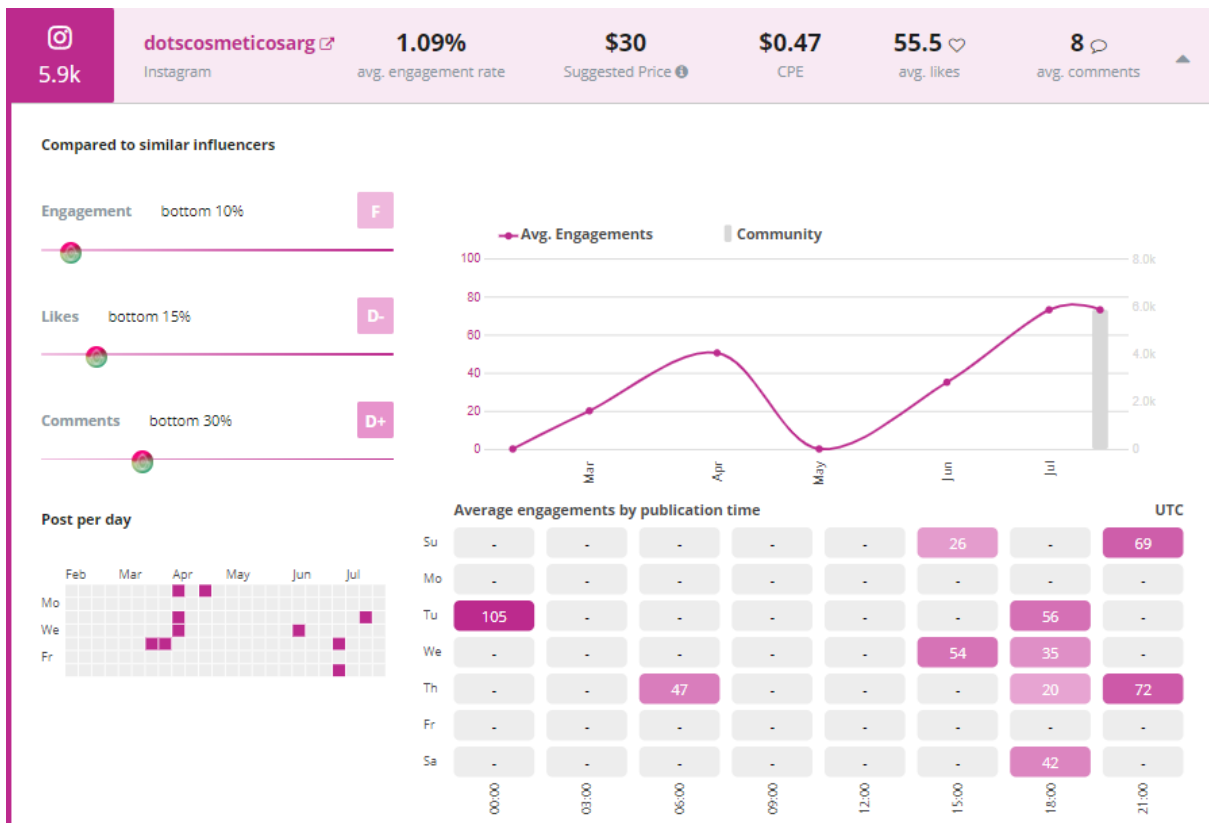 5.9k
dotscosmeticosarg
Instagram
1.09%
avg. engagement rate
$30
Suggested Price
$0.47
CPE
55.5
avg. likes
8
avg. comments
Compared to similar influencers
Engagement bottom 10% F
Likes bottom 15% D-
Comments bottom 30% D+
Avg. Engagements Community
100 8.0k
80
60 6.0k
40 4.0k
20 2.0k
0 0
Mar Apr May Jun Jul
Post per day
Feb Mar Apr May Jun Jul
Mo
We
Fr
Average engagements by publication time UTC
Su - - - - - 26 - 69
Mo - - - - - - - -
Tu 105 - - - - - 56 -
We - - - - - 54 35 -
Th - - 47 - - - 20 72
Fr - - - - - - - -
Sa - - - - - - 42 -
00:00 03:00 06:00 09:00 12:00 15:00 18:00 21:00